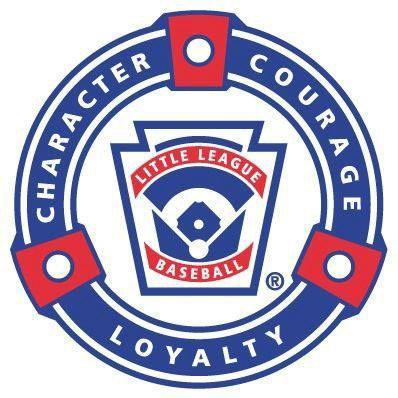 CHARACTER
COURAGE
LOYALTY
LITTLE LEAGUE
BASEBALL
®